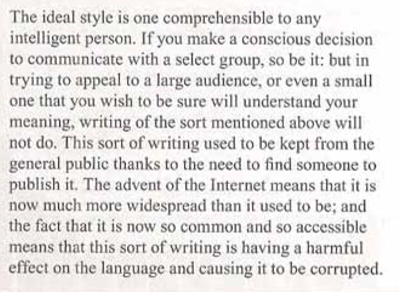 The ideal style is one comprehensible to any
intelligent person. If you make a conscious decision
to communicate with a select group, so be it: but in
trying to appeal to a large audience, or even a small
one that you wish to be sure will understand your
meaning, writing of the sort mentioned above will
not do. This sort of writing used to be kept from the
general public thanks to the need to find someone to
publish it. The advent of the Internet means that it is
now much more widespread than it used to be; and
the fact that it is now so common and so accessible
means that this sort of writing is having a harmful
effect on the language and causing it to be corrupted.